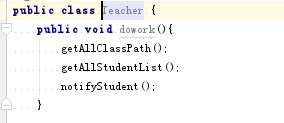 public class Teacher {
public void dowork(){
getAllClassPath();
getAllStudentList();
notifyStudent();
}